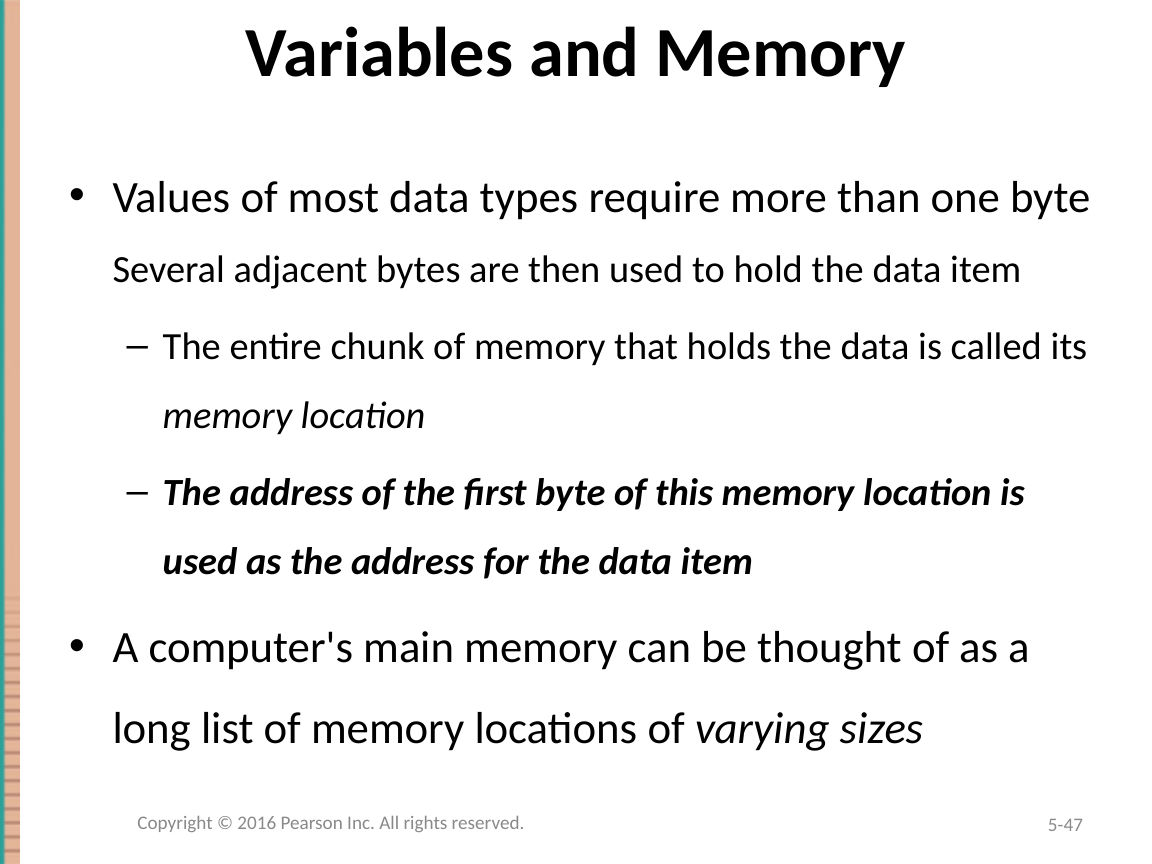 Variables and Memory
• Values of most data types require more than one byte
Several adjacent bytes are then used to hold the data item
– The entire chunk of memory that holds the data is called its
memory location
– The address of the first byte of this memory location is
used as the address for the data item
• A computer's main memory can be thought of as a
long list of memory locations of varying sizes
Copyright © 2016 Pearson Inc. All rights reserved.
5-47